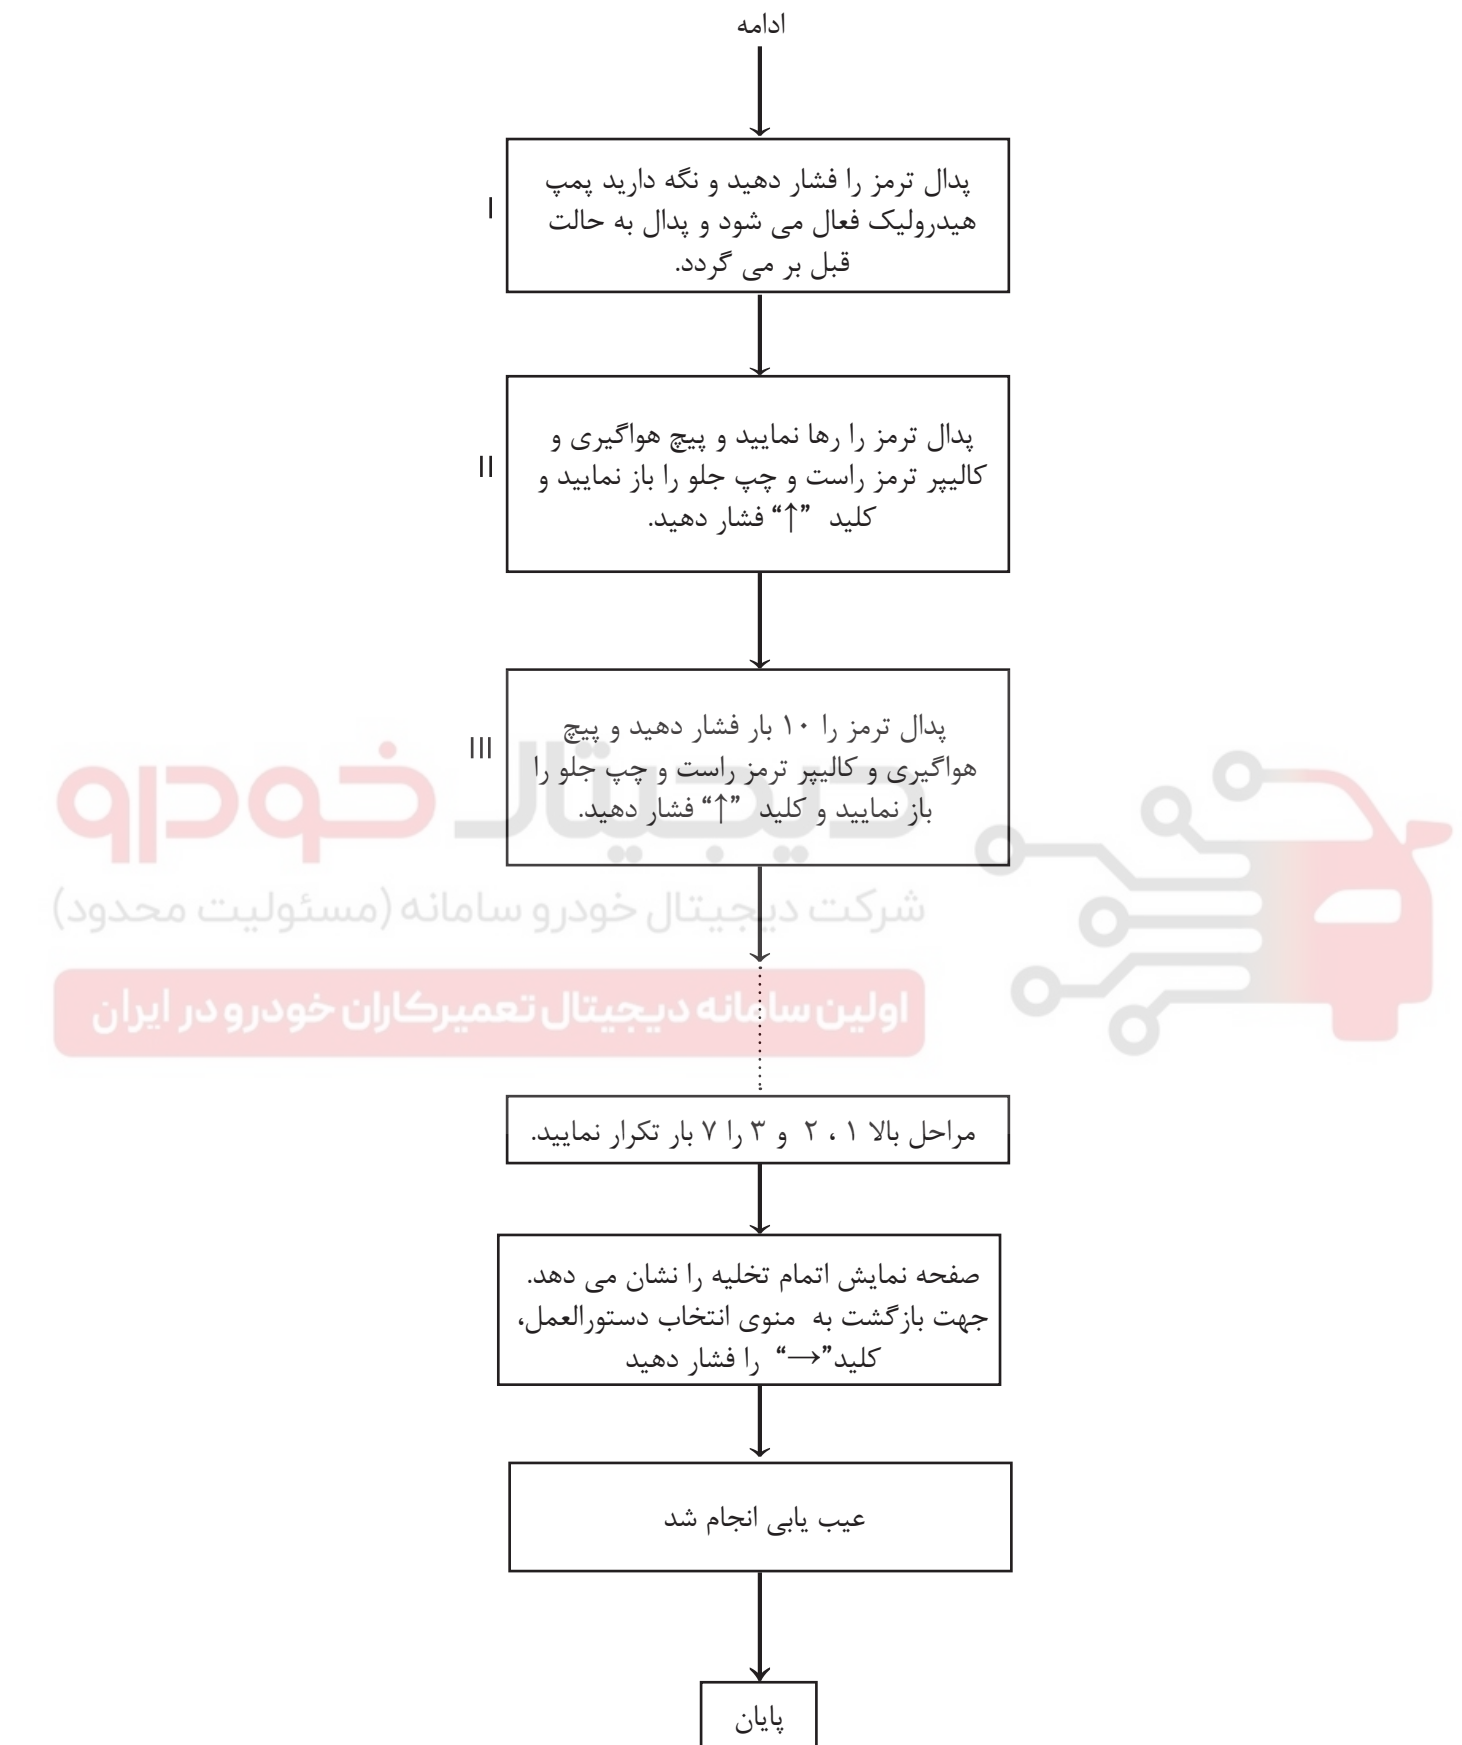 ادامه
پدال ترمز را فشار دهید و نگه دارید پمپ
هیدرولیک فعال می شود و پدال به حالت
قبل بر می گردد.
I
پدال ترمز را رها نمایید و پیچ هواگیری و
کالیپر ترمز راست و چپ جلو را باز نمایید و
کلید ”↑“ فشار دهید.
II
پدال ترمز را ۱۰ بار فشار دهید و پیچ
هواگیری و کالیپر ترمز راست و چپ جلو را
باز نمایید و کلید ”↑“ فشار دهید.
III
دیجیتال خودرو
شرکت دیجیتال خودرو سامانه (مسئولیت محدود)
اولین سامانه دیجیتال تعمیرکاران خودرو در ایران
مراحل بالا ۱ ، ۲ و ۳ را ۷ بار تکرار نمایید.
صفحه نمایش اتمام تخلیه را نشان می دهد.
جهت بازگشت به منوی انتخاب دستورالعمل،
کلید”→“ را فشار دهید
عیب یابی انجام شد
پایان